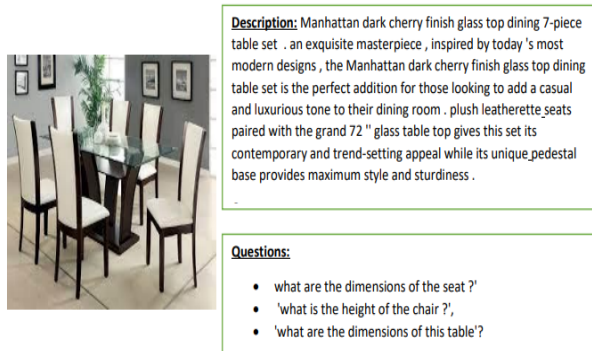 Description: Manhattan dark cherry finish glass top dining 7-piece
table set . an exquisite masterpiece , inspired by today 's most
modern designs , the Manhattan dark cherry finish glass top dining
table set is the perfect addition for those looking to add a casual
and luxurious tone to their dining room . plush leatherette seats
paired with the grand 72 " glass table top gives this set its
contemporary and trend-setting appeal while its unique pedestal
base provides maximum style and sturdiness .
Questions:
• what are the dimensions of the seat ?'
• 'what is the height of the chair ?',
• 'what are the dimensions of this table'?